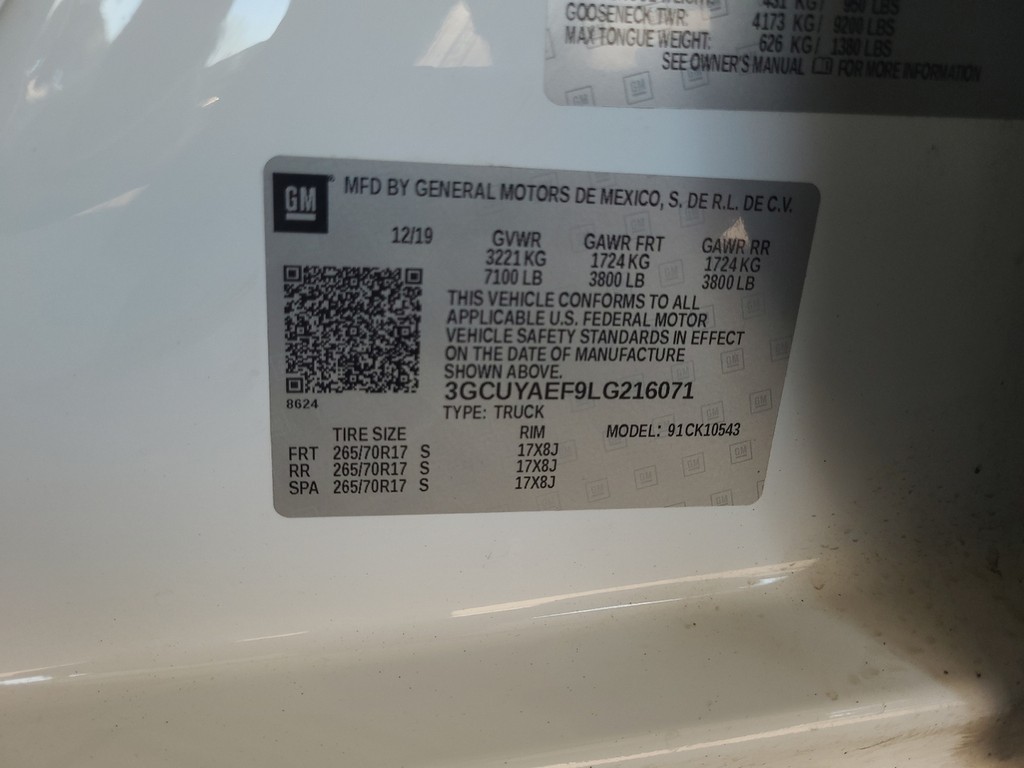 431 KG/ 950 LBS
GOOSENECK TWR: 4173 KG/ 9200 LBS
MAX TONGUE WEIGHT: 626 KG/ 1380 LBS
SEE OWNER'S MANUAL FOR MORE INFORMATION
GM® MFD BY GENERAL MOTORS DE MEXICO, S. DE R.L. DE C.V.
12/19 GVWR GAWR FRT GAWR RR
3221 KG 1724 KG 1724 KG
7100 LB 3800 LB 3800 LB
THIS VEHICLE CONFORMS TO ALL
APPLICABLE U.S. FEDERAL MOTOR
VEHICLE SAFETY STANDARDS IN EFFECT
ON THE DATE OF MANUFACTURE
SHOWN ABOVE.
3GCUYAEF9LG216071
8624
TYPE: TRUCK
TIRE SIZE RIM MODEL: 91CK10543
FRT 265/70R17 S 17X8J
RR 265/70R17 S 17X8J
SPA 265/70R17 S 17X8J